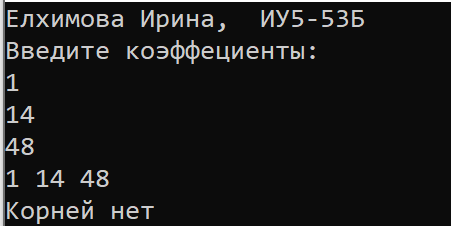 Елхимова Ирина,  ИУ5-53Б
Введите коэффециенты:
1
14
48
1 14 48
Корней нет